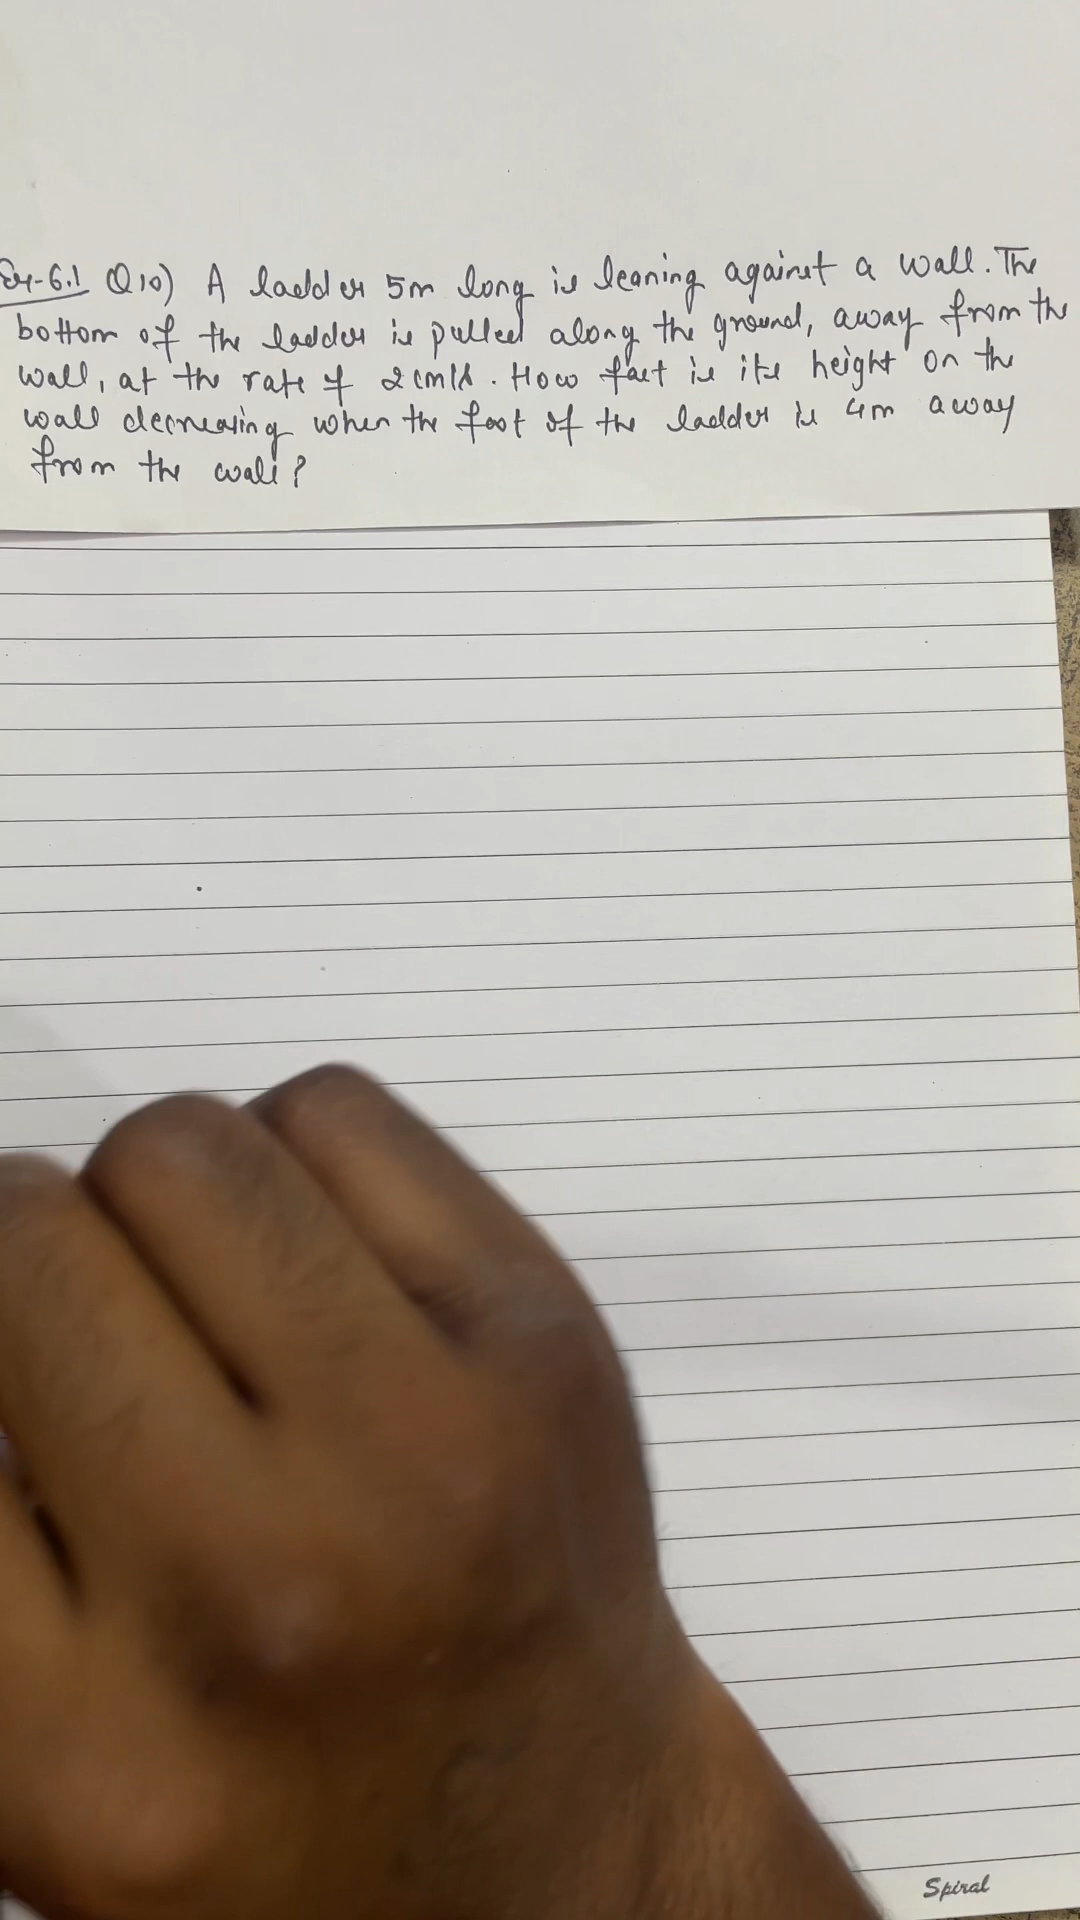 Ex-6.1 Q10) A ladder 5m long is leaning against a wall. The
bottom of the ladder is pulled along the ground, away from the
wall, at the rate of 2cm/s. How fast is its height on the
wall decreasing when the foot of the ladder is 4m away
from the wall?
Spiral